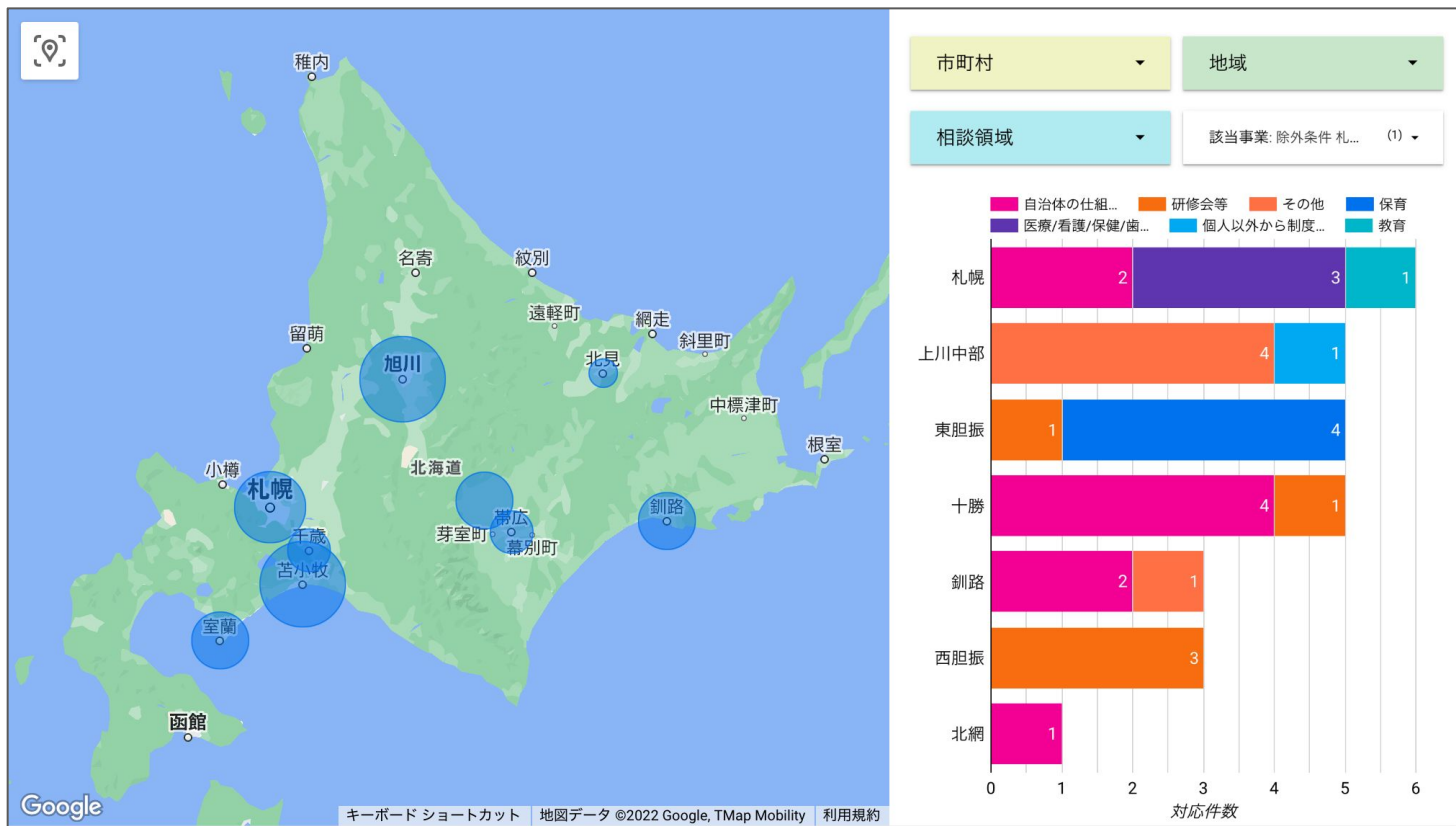 稚内
名寄
紋別
遠軽町
網走
斜里町
留萌
旭川
北見
中標津町
根室
北海道
小樽
札幌
釧路
帯広
芽室町
幕別町
千歳
苫小牧
室蘭
函館
Google
キーボード ショートカット 地図データ ©2022 Google, TMap Mobility 利用規約
市町村 地域
相談領域 該当事業: 除外条件 札... (1)
自治体の仕組... 研修会等 その他 保育
医療/看護/保健/歯... 個人以外から制度... 教育
札幌 2 3 1
上川中部 4 1
東胆振 1 4
十勝 4 1
釧路 2 1
西胆振 3
北網 1
0 1 2 3 4 5 6
対応件数